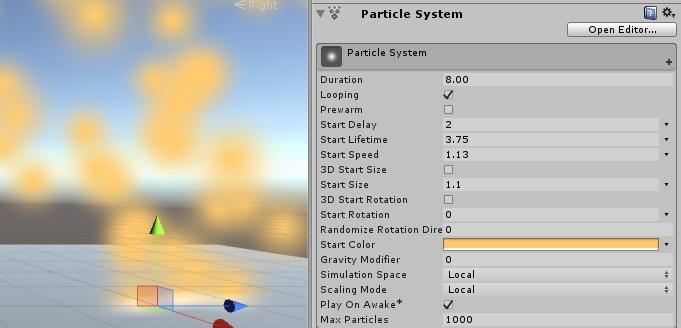 Right
Particle System
Open Editor...
Particle System
Duration 8.00
Looping
Prewarm
Start Delay 2
Start Lifetime 3.75
Start Speed 1.13
3D Start Size
Start Size 1.1
3D Start Rotation
Start Rotation 0
Randomize Rotation Dire 0
Start Color
Gravity Modifier 0
Simulation Space Local
Scaling Mode Local
Play On Awake*
Max Particles 1000